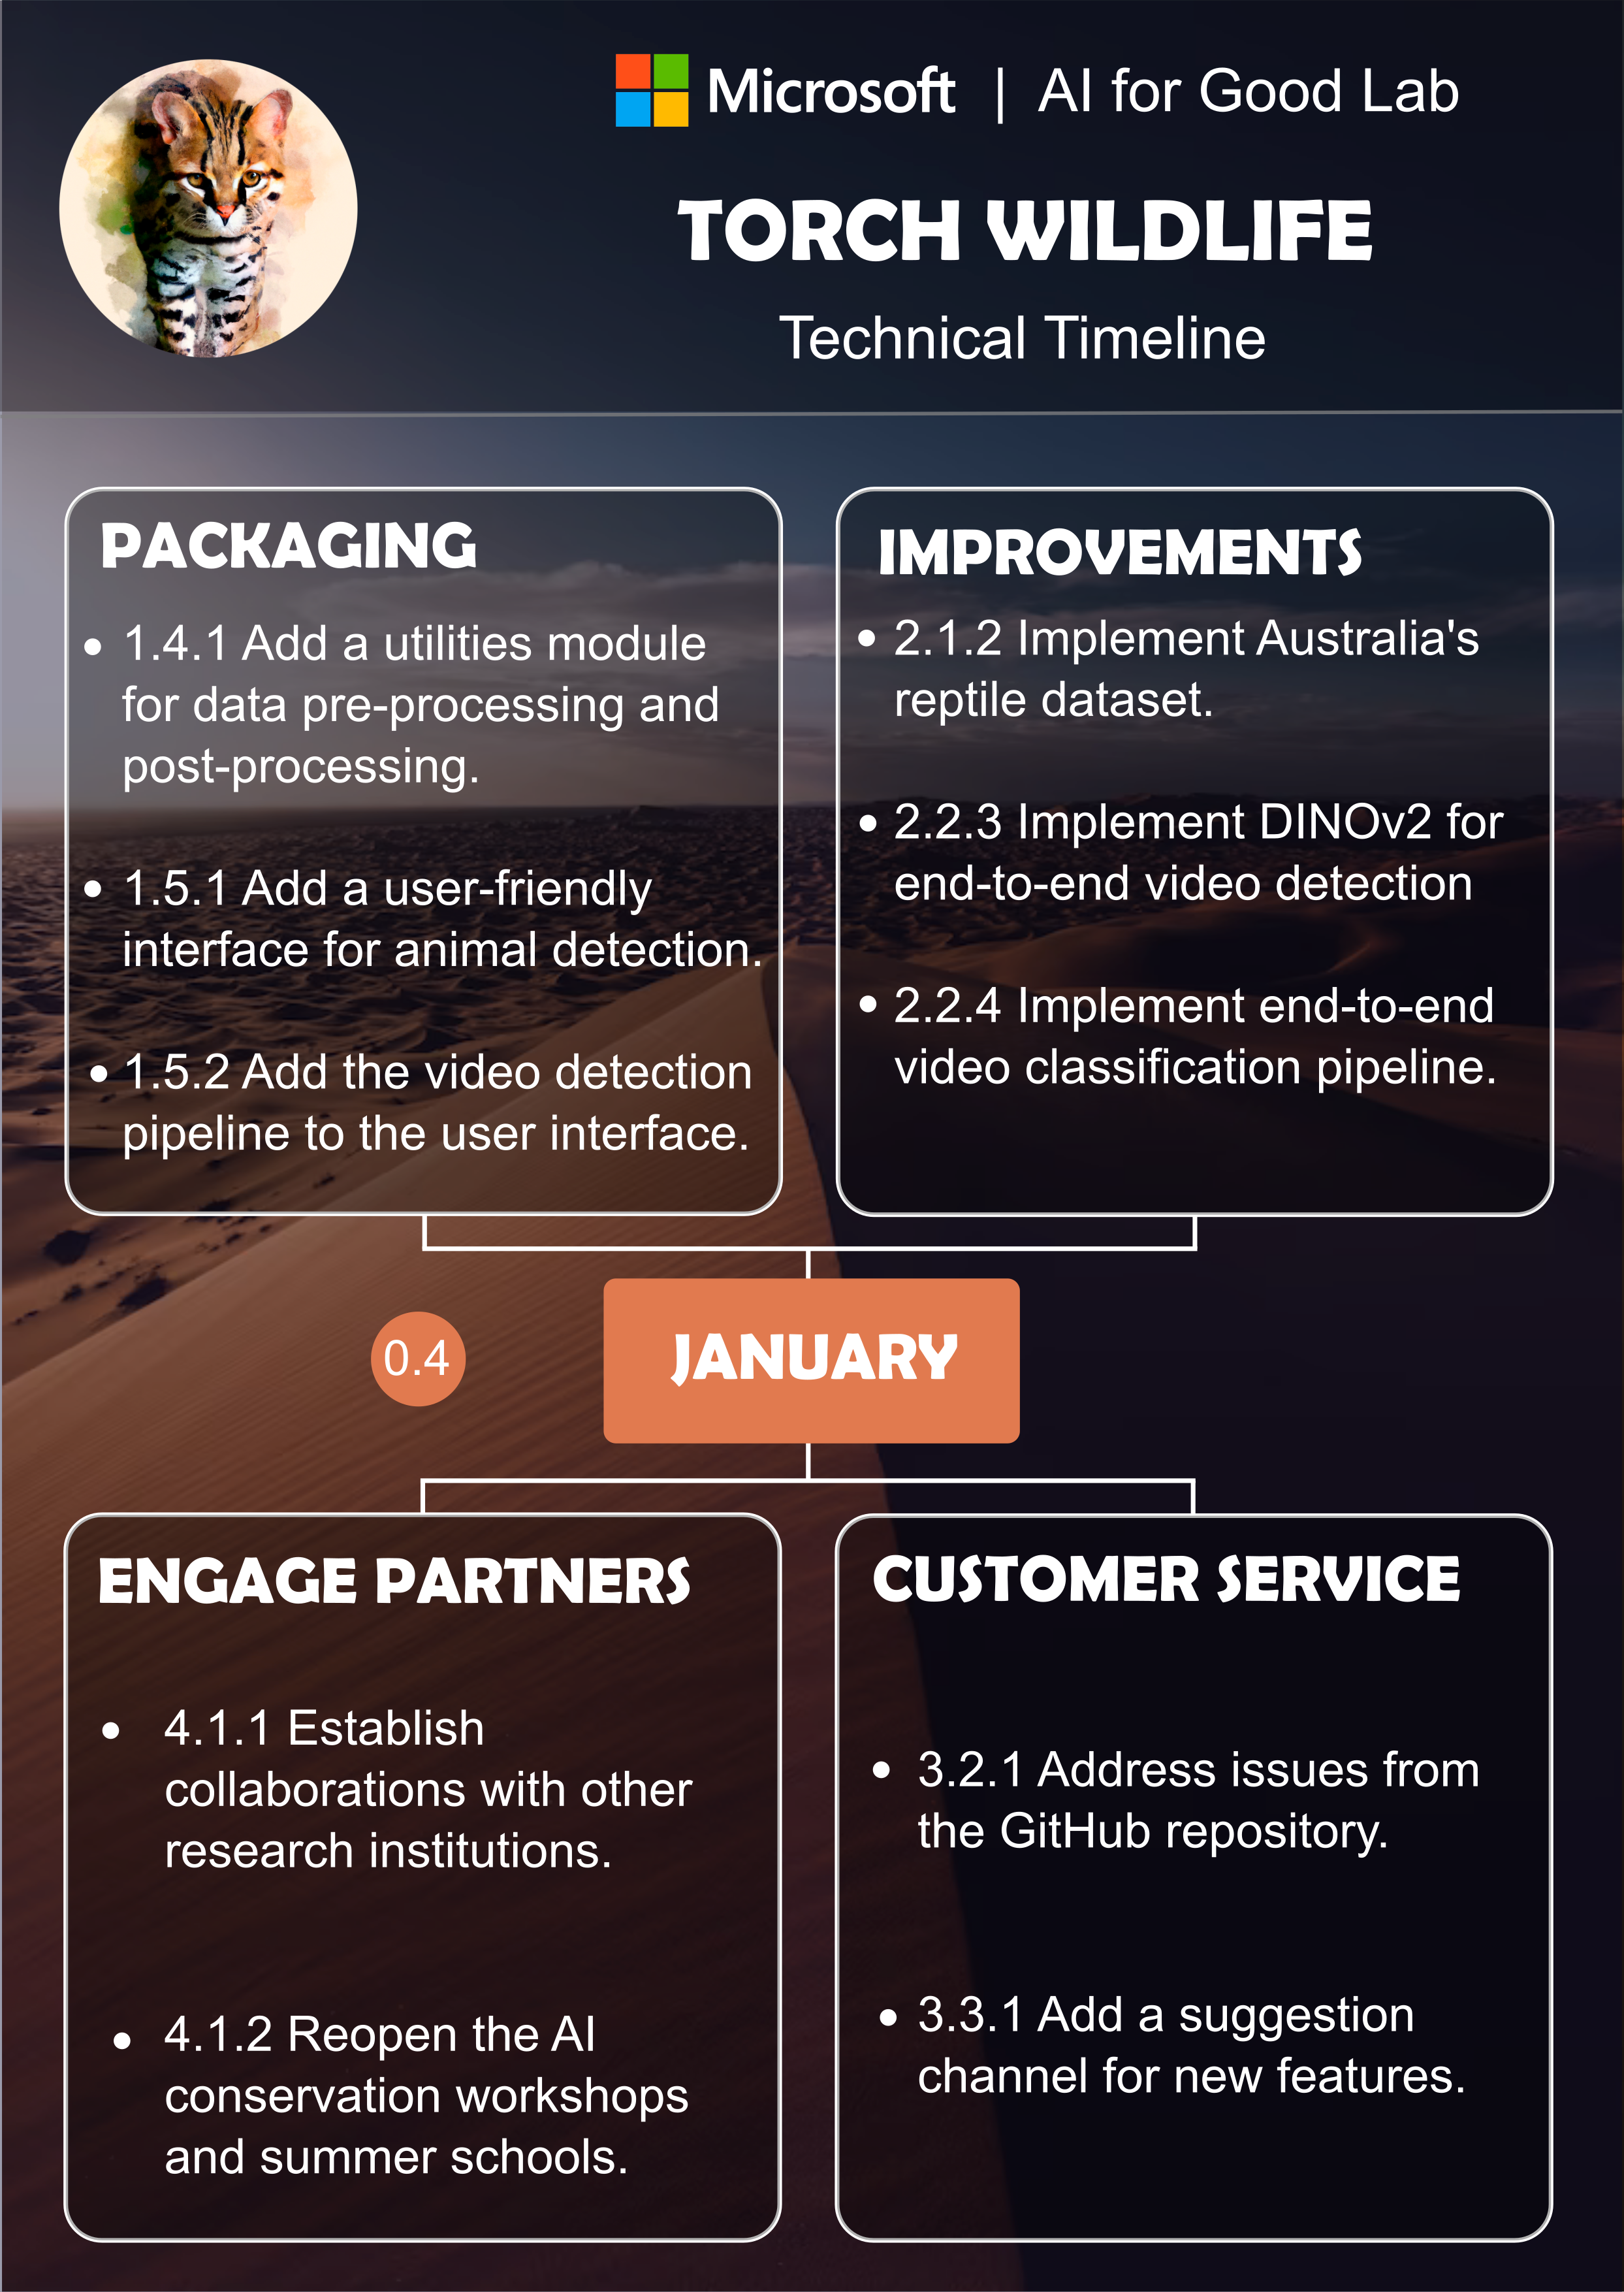 Microsoft | AI for Good Lab
TORCH WILDLIFE
Technical Timeline
PACKAGING
• 1.4.1 Add a utilities module
for data pre-processing and
post-processing.
• 1.5.1 Add a user-friendly
interface for animal detection.
• 1.5.2 Add the video detection
pipeline to the user interface.
IMPROVEMENTS
• 2.1.2 Implement Australia's
reptile dataset.
• 2.2.3 Implement DINOv2 for
end-to-end video detection
• 2.2.4 Implement end-to-end
video classification pipeline.
0.4
JANUARY
ENGAGE PARTNERS
• 4.1.1 Establish
collaborations with other
research institutions.
• 4.1.2 Reopen the AI
conservation workshops
and summer schools.
CUSTOMER SERVICE
• 3.2.1 Address issues from
the GitHub repository.
• 3.3.1 Add a suggestion
channel for new features.